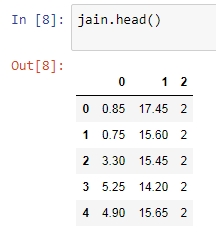 In [8]: jain.head()
Out[8]:
0 1 2
0 0.85 17.45 2
1 0.75 15.60 2
2 3.30 15.45 2
3 5.25 14.20 2
4 4.90 15.65 2